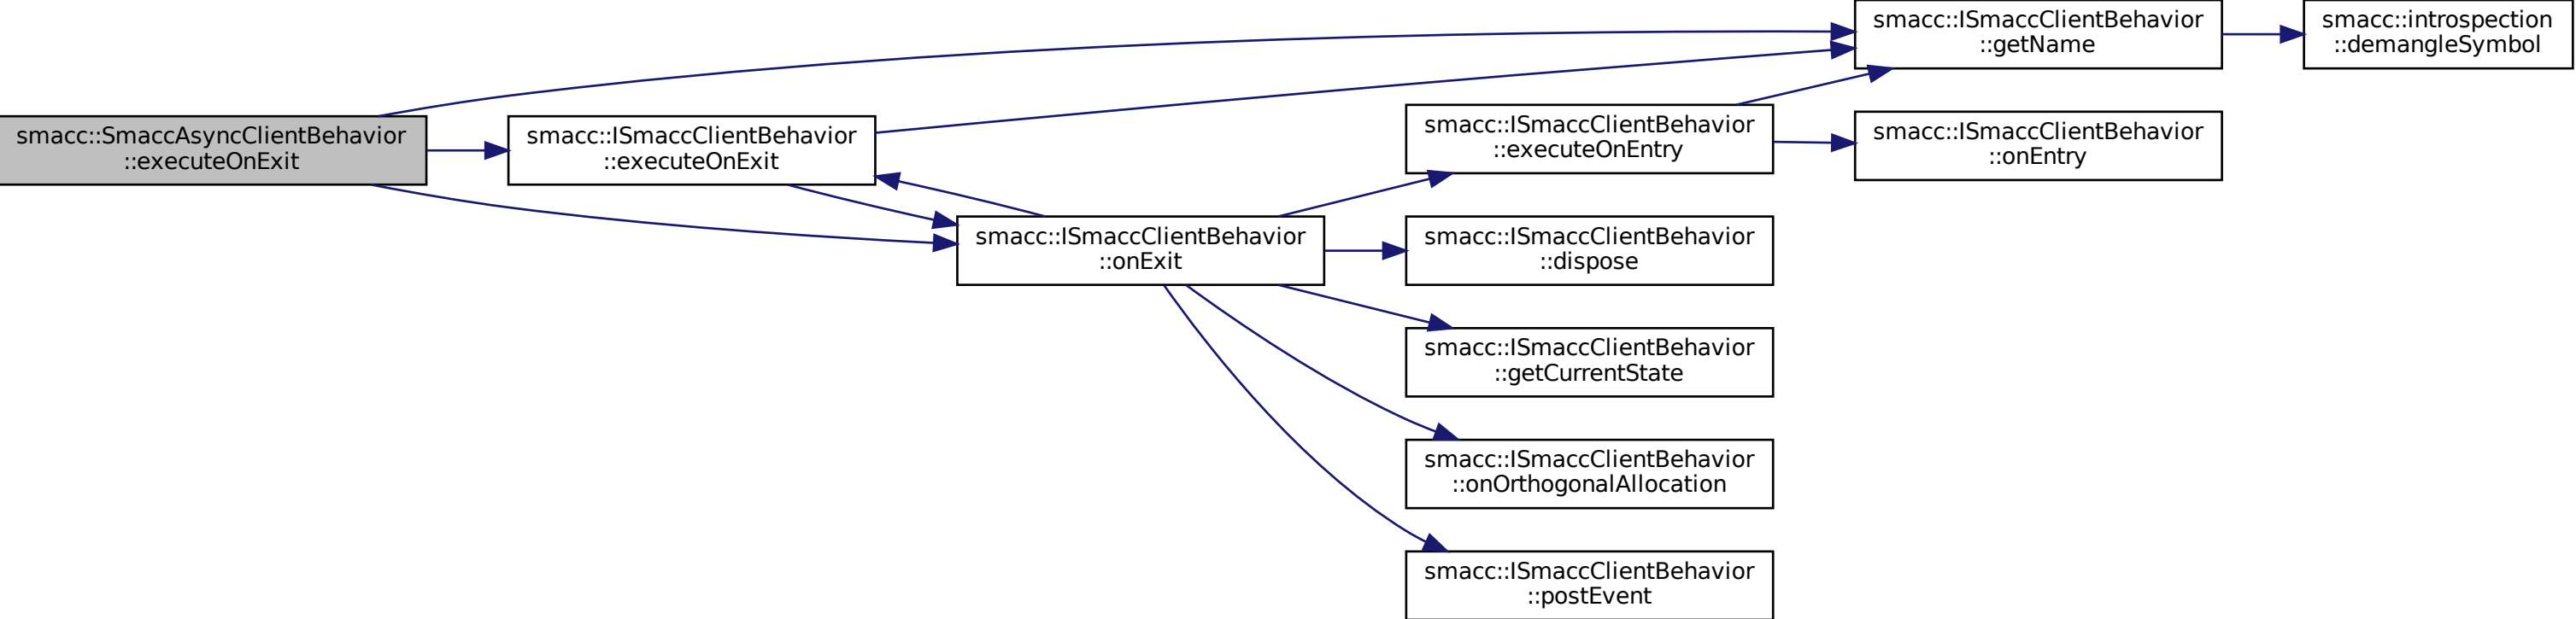 smacc::SmaccAsyncClientBehavior
::executeOnExit
smacc::ISmaccClientBehavior
::executeOnExit
smacc::ISmaccClientBehavior
::onExit
smacc::ISmaccClientBehavior
::executeOnEntry
smacc::ISmaccClientBehavior
::dispose
smacc::ISmaccClientBehavior
::getCurrentState
smacc::ISmaccClientBehavior
::onOrthogonalAllocation
smacc::ISmaccClientBehavior
::postEvent
smacc::ISmaccClientBehavior
::getName
smacc::ISmaccClientBehavior
::onEntry
smacc::introspection
::demangleSymbol